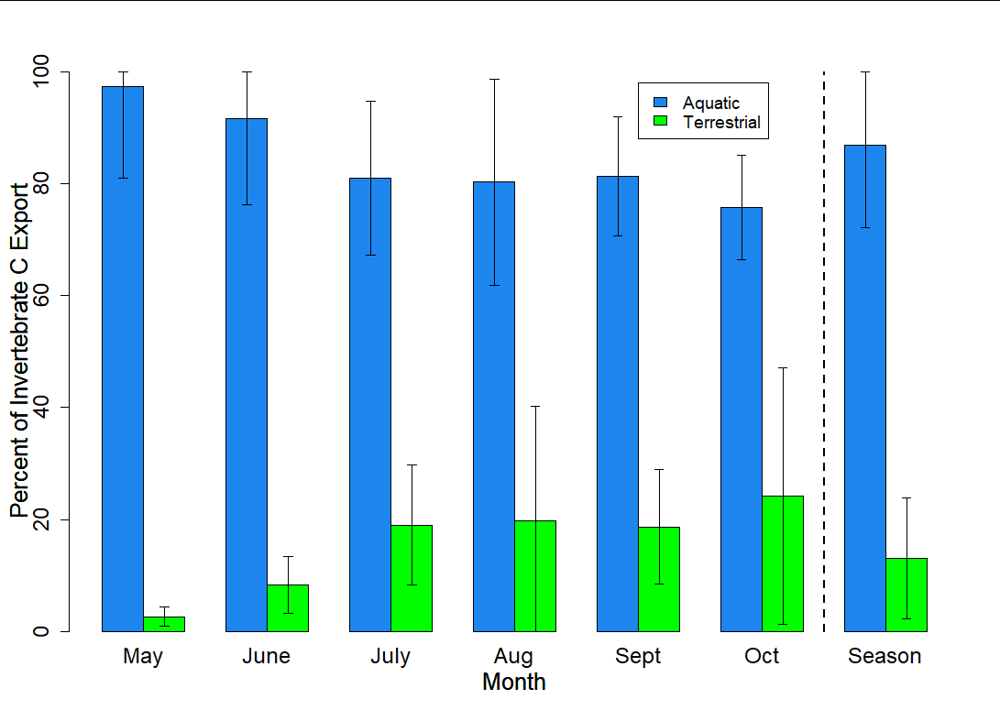 Percent of Invertebrate C Export
100
80
60
40
20
0
Aquatic
Terrestrial
May June July Aug Sept Oct Season
Month